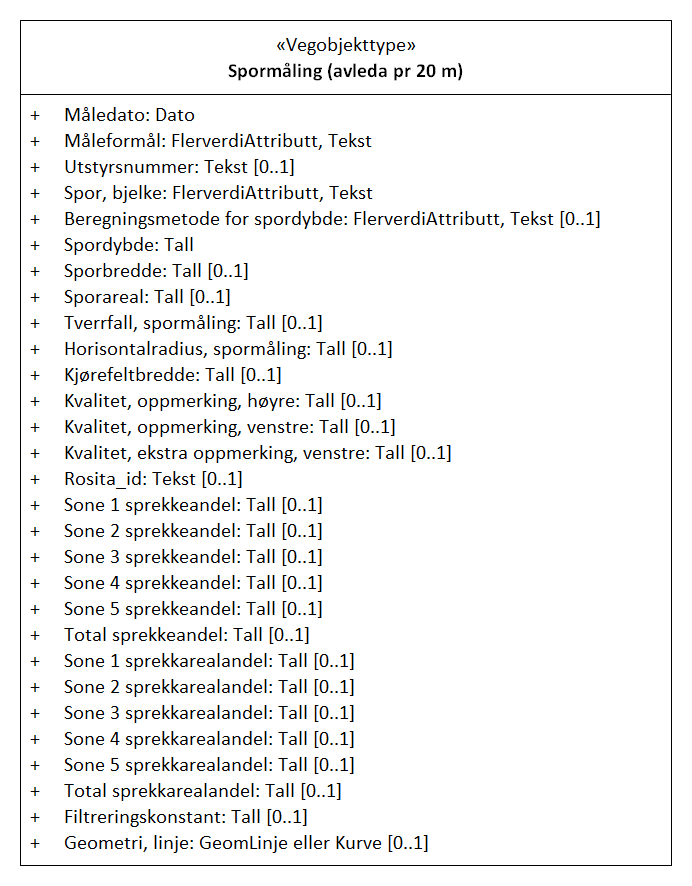 «Vegobjekttype»
Spormåling (avleda pr 20 m)
+ Måledato: Dato
+ Måleformål: FlerverdiAttributt, Tekst
+ Utstyrsnummer: Tekst [0..1]
+ Spor, bjelke: FlerverdiAttributt, Tekst
+ Beregningsmetode for spordybde: FlerverdiAttributt, Tekst [0..1]
+ Spordybde: Tall
+ Sporbredde: Tall [0..1]
+ Sporareal: Tall [0..1]
+ Tverrfall, spormåling: Tall [0..1]
+ Horisontalradius, spormåling: Tall [0..1]
+ Kjørefeltbredde: Tall [0..1]
+ Kvalitet, oppmerking, høyre: Tall [0..1]
+ Kvalitet, oppmerking, venstre: Tall [0..1]
+ Kvalitet, ekstra oppmerking, venstre: Tall [0..1]
+ Rosita_id: Tekst [0..1]
+ Sone 1 sprekkeandel: Tall [0..1]
+ Sone 2 sprekkeandel: Tall [0..1]
+ Sone 3 sprekkeandel: Tall [0..1]
+ Sone 4 sprekkeandel: Tall [0..1]
+ Sone 5 sprekkeandel: Tall [0..1]
+ Total sprekkeandel: Tall [0..1]
+ Sone 1 sprekkarealandel: Tall [0..1]
+ Sone 2 sprekkarealandel: Tall [0..1]
+ Sone 3 sprekkarealandel: Tall [0..1]
+ Sone 4 sprekkarealandel: Tall [0..1]
+ Sone 5 sprekkarealandel: Tall [0..1]
+ Total sprekkarealandel: Tall [0..1]
+ Filtreringskonstant: Tall [0..1]
+ Geometri, linje: GeomLinje eller Kurve [0..1]